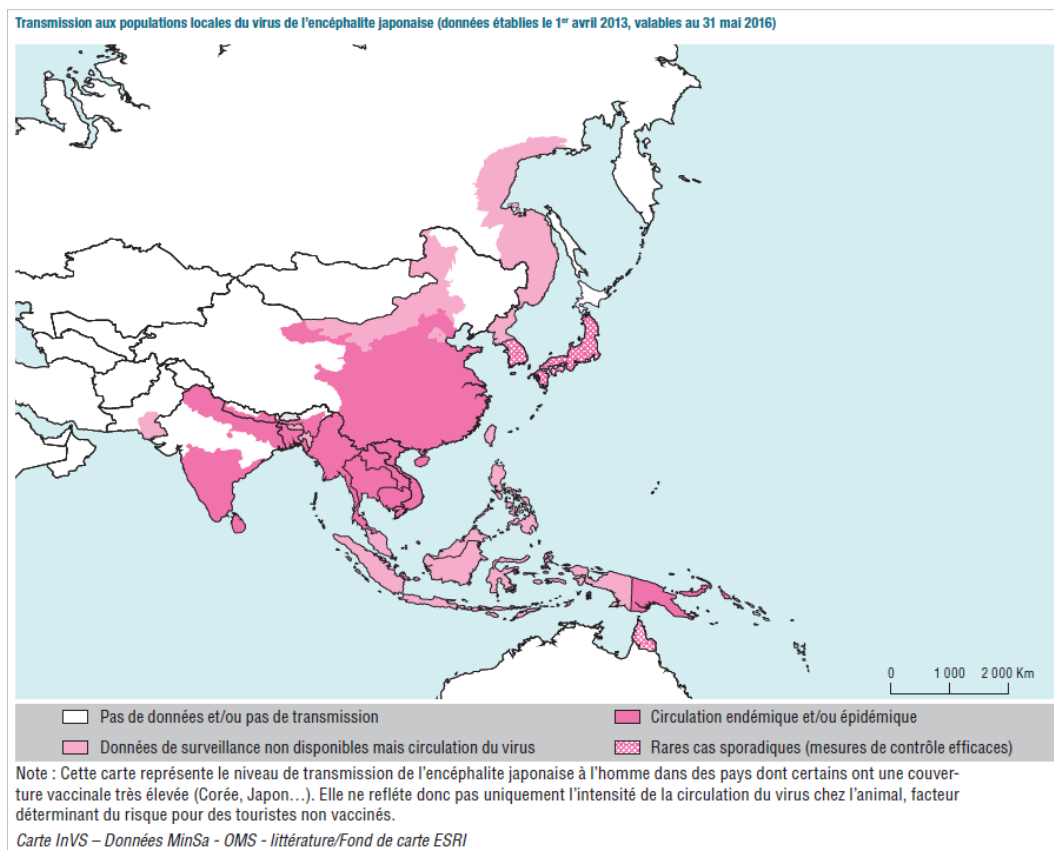 Transmission aux populations locales du virus de l'encéphalite japonaise (données établies le 1er avril 2013, valables au 31 mai 2016)
0 1 000 2 000 Km
Pas de données et/ou pas de transmission
Circulation endémique et/ou épidémique
Données de surveillance non disponibles mais circulation du virus
Rares cas sporadiques (mesures de contrôle efficaces)
Note : Cette carte représente le niveau de transmission de l'encéphalite japonaise à l'homme dans des pays dont certains ont une couver-
ture vaccinale très élevée (Corée, Japon…). Elle ne refléte donc pas uniquement l'intensité de la circulation du virus chez l'animal, facteur
déterminant du risque pour des touristes non vaccinés.
Carte InVS – Données MinSa - OMS - littérature/Fond de carte ESRI